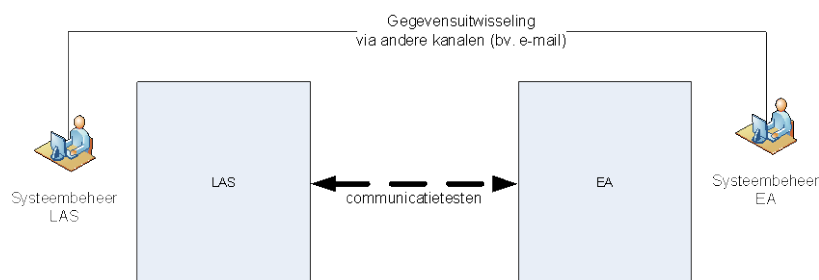 Gegevensuitwisseling
via andere kanalen (bv. e-mail)
LAS
EA
communicatietesten
Systeembeheer
LAS
Systeembeheer
EA